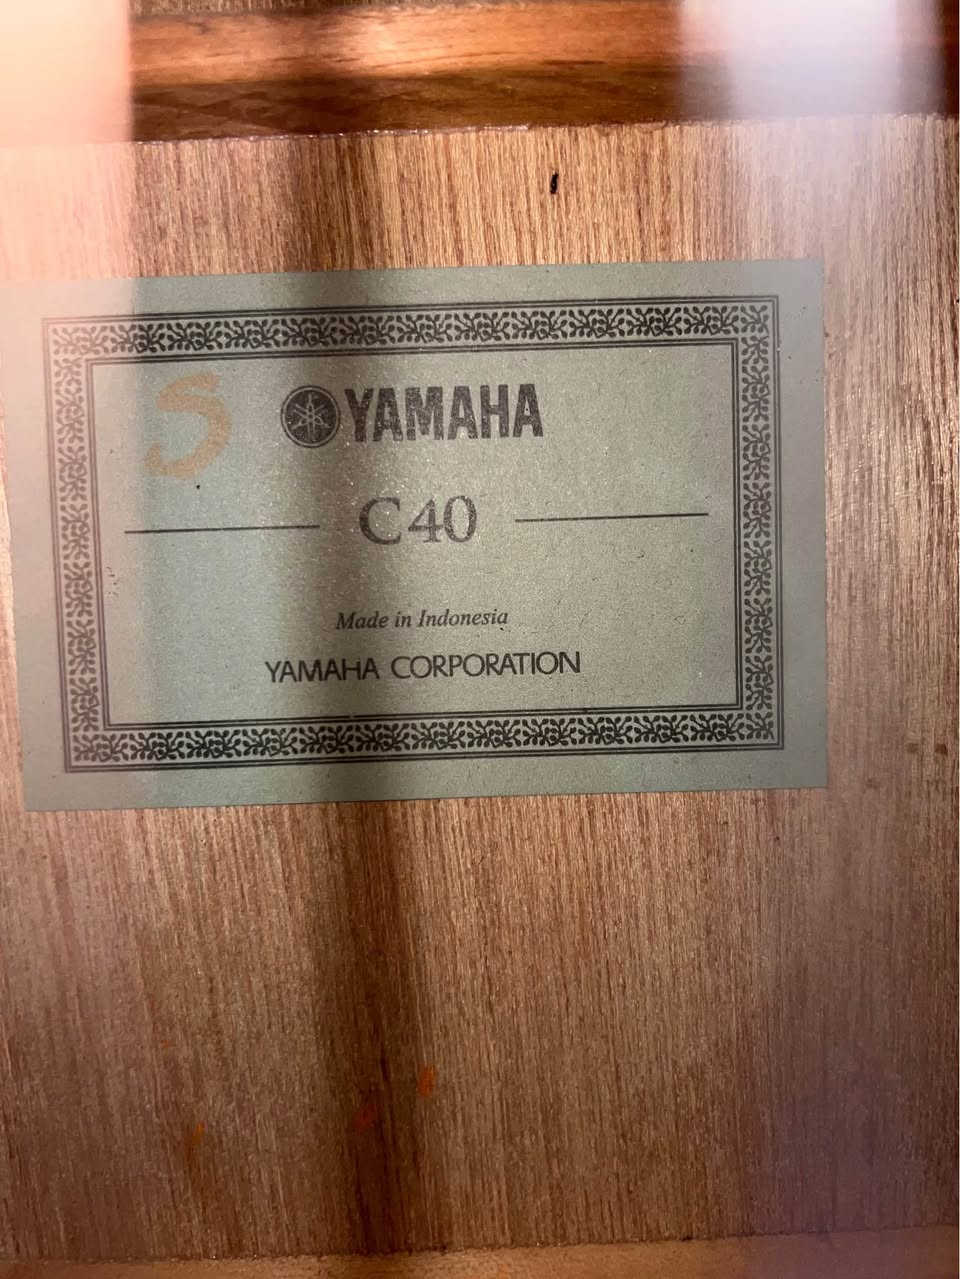 S
YAMAHA
C40
Made in Indonesia
YAMAHA CORPORATION